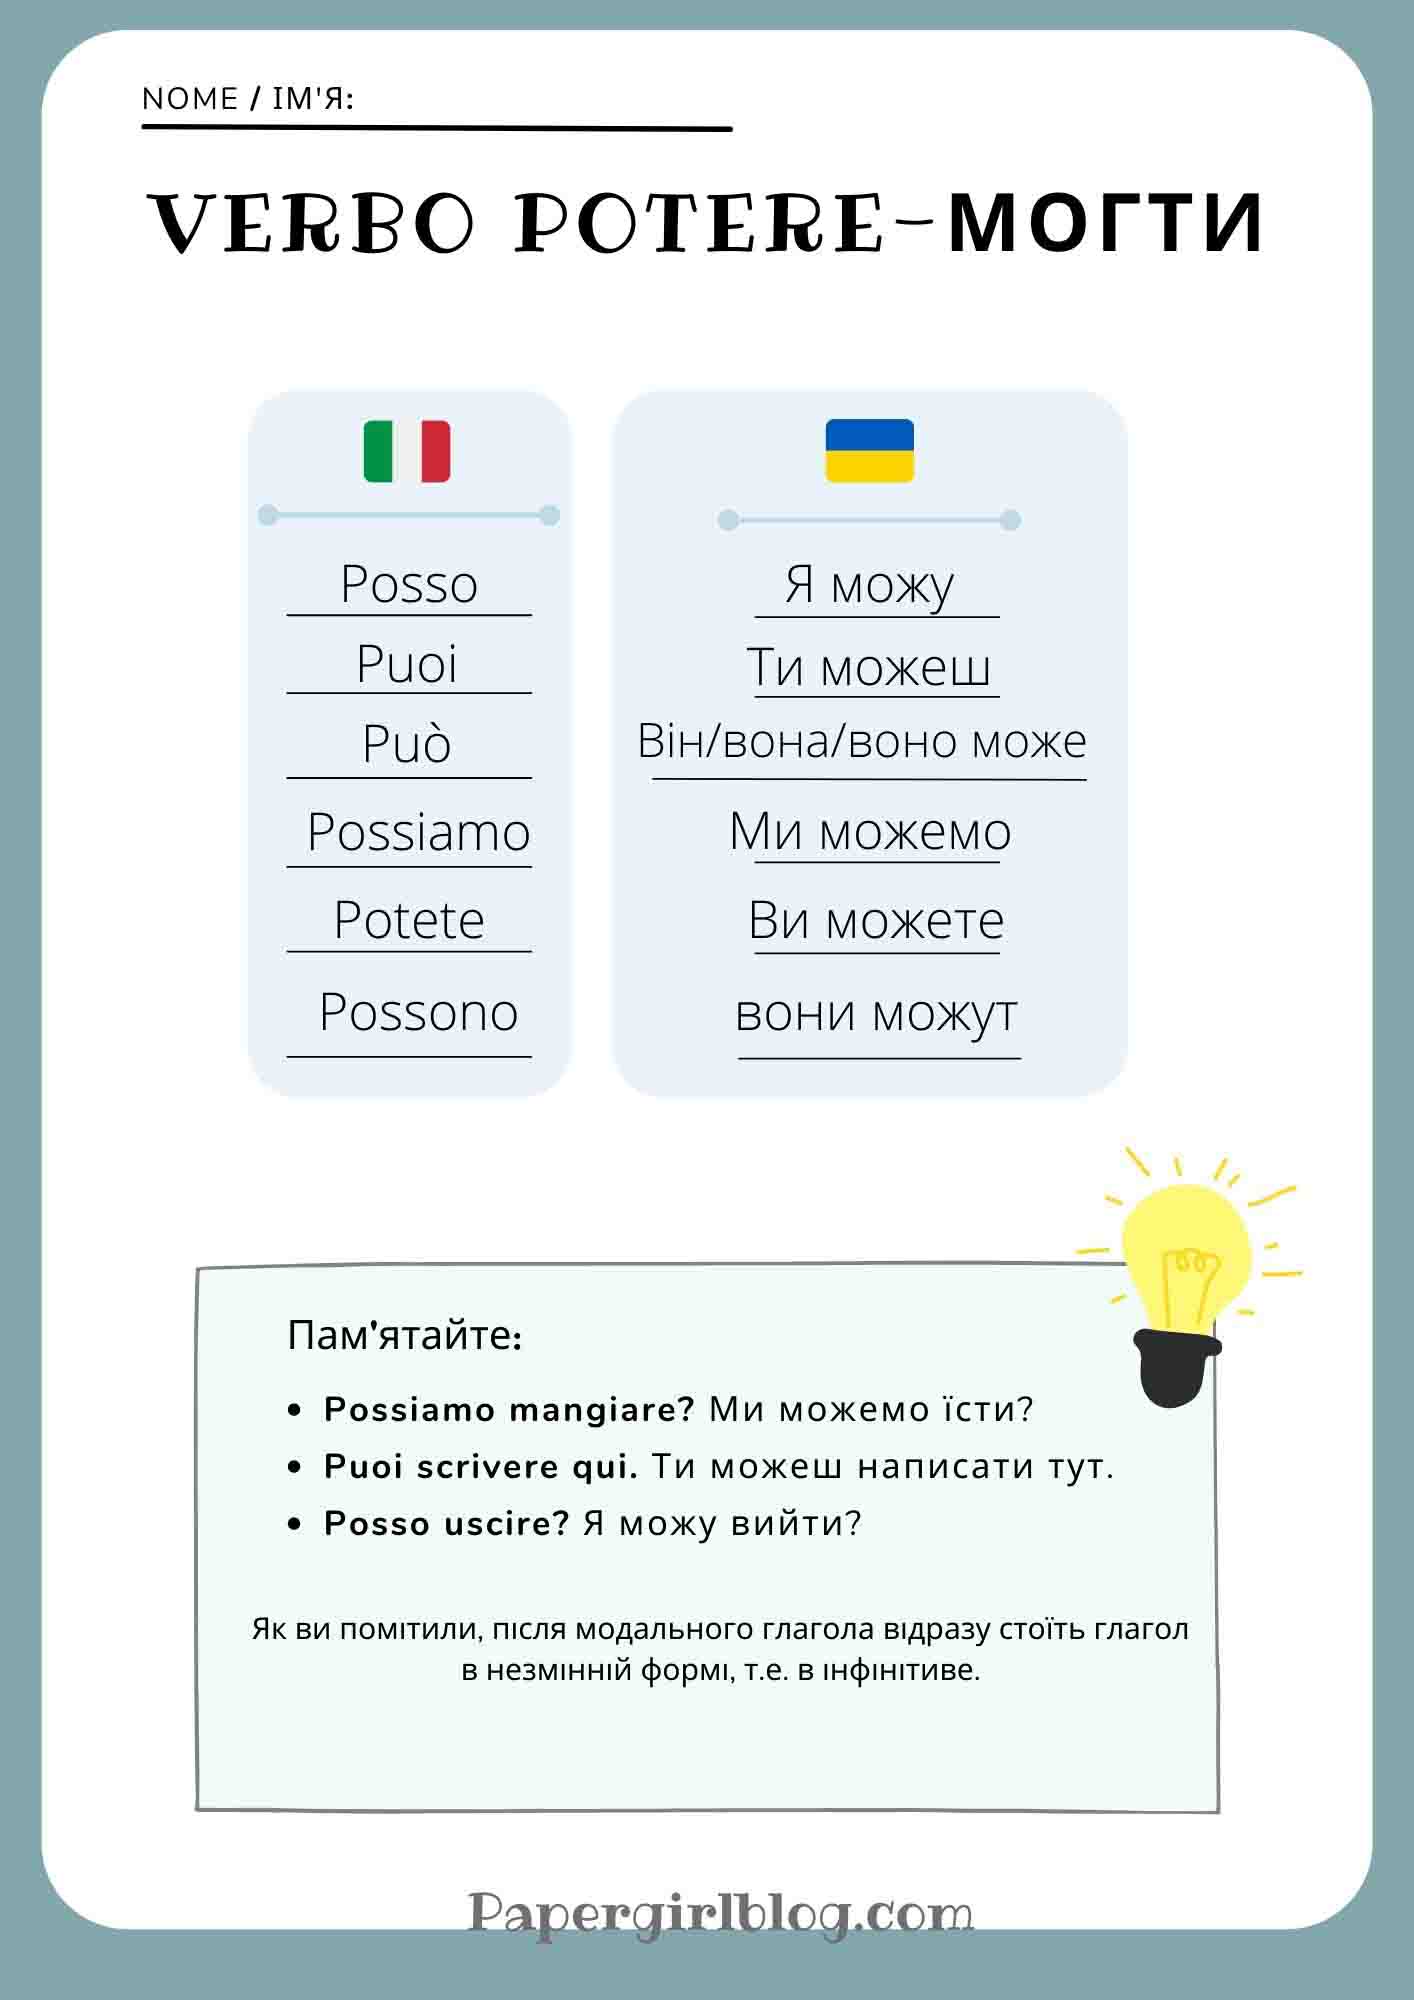 NOME / ІМ'Я:
VERBO POTERE-МОГТИ
Posso
Puoi
Può
Possiamo
Potete
Possono
Я можу
Ти можеш
Він/вона/воно може
Ми можемо
Ви можете
вони можут
Пам'ятайте:
• Possiamo mangiare? Ми можемо їсти?
• Puoi scrivere qui. Ти можеш написати тут.
• Posso uscire? Я можу вийти?
Як ви помітили, після модального глагола відразу стоїть глагол
в незмінній формі, т.е. в інфінітиве.
Papergirlblog.com